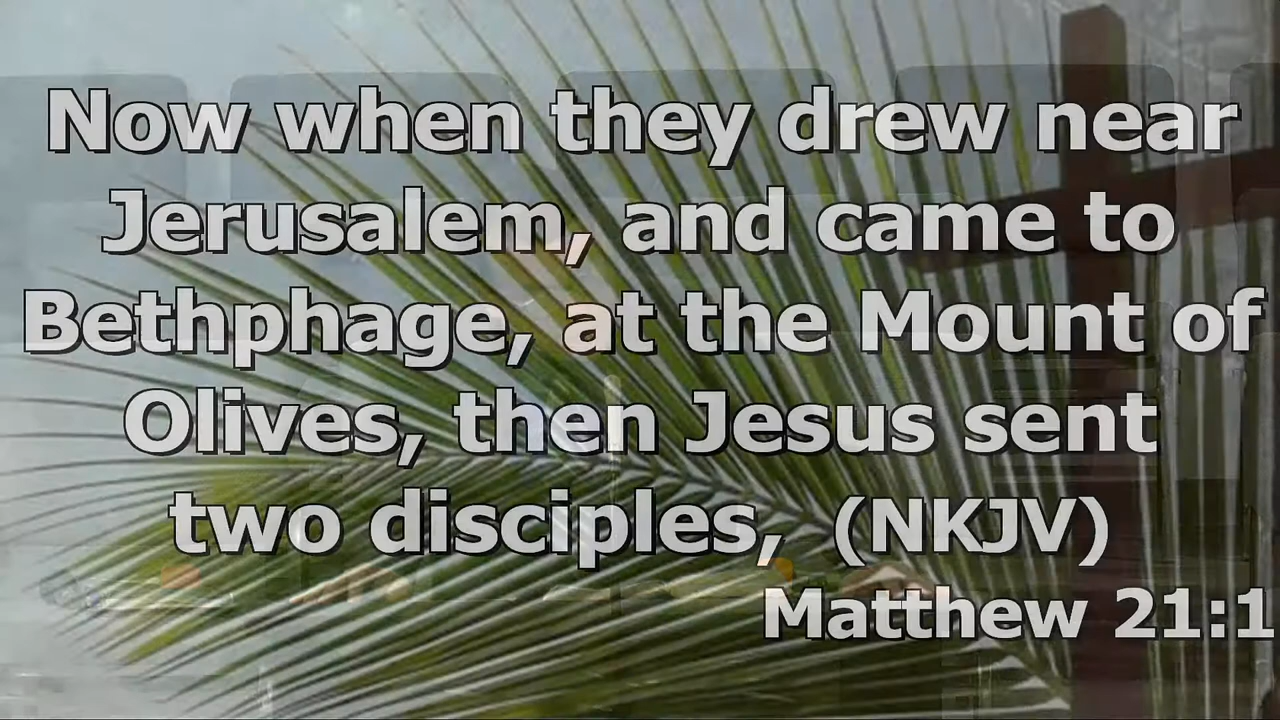 Now when they drew near
Jerusalem, and came to
Bethphage, at the Mount of
Olives, then Jesus sent
two disciples, (NKJV)
Matthew 21:1